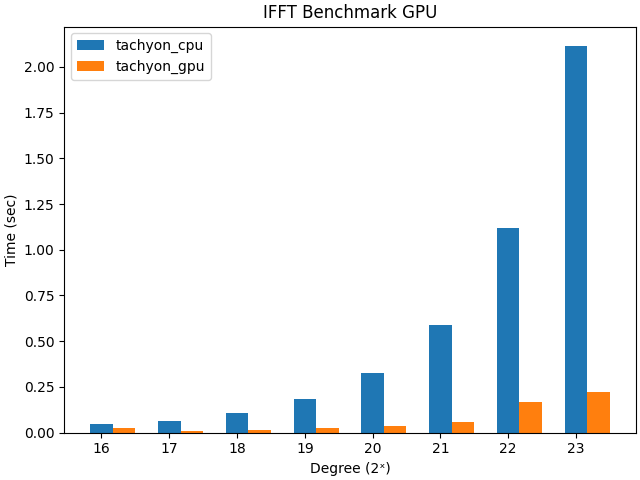 IFFT Benchmark GPU
tachyon_cpu
tachyon_gpu
2.00
1.75
1.50
1.25
1.00
0.75
0.50
0.25
0.00
Time (sec)
16 17 18 19 20 21 22 23
Degree (2ˣ)